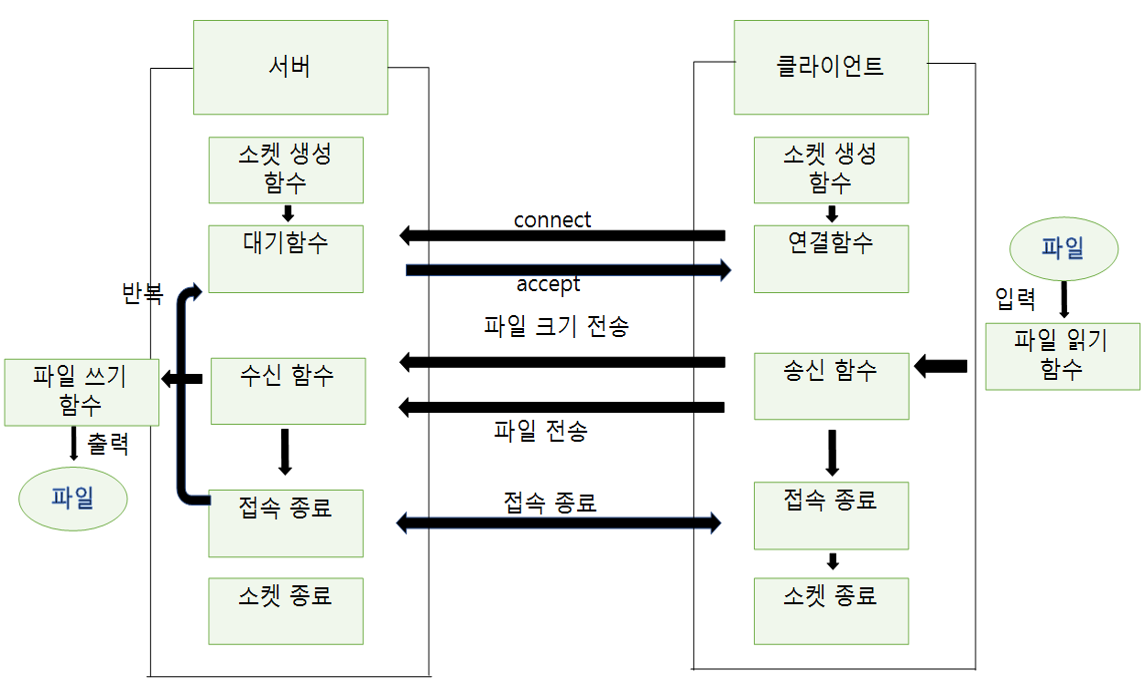 서버
클라이언트
소켓 생성
함수
소켓 생성
함수
connect
대기함수
연결함수
파일
accept
반복
입력
파일 크기 전송
파일 읽기
함수
파일 쓰기
함수
수신 함수
송신 함수
파일 전송
출력
파일
접속 종료
접속 종료
접속 종료
소켓 종료
소켓 종료